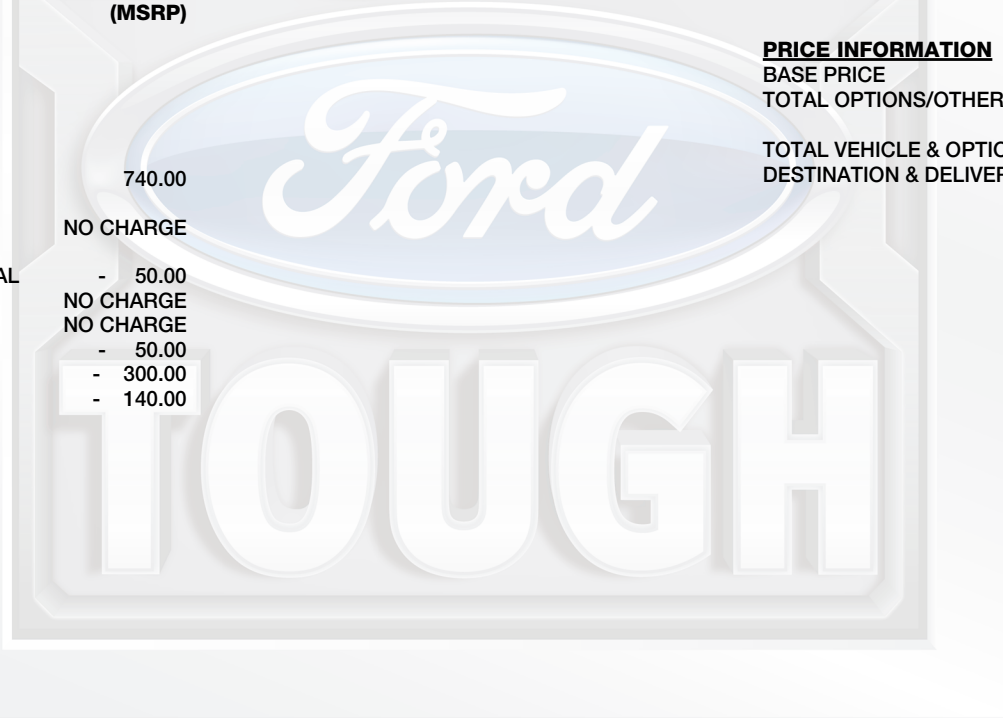 (MSRP)
740.00
NO CHARGE
AL - 50.00
NO CHARGE
NO CHARGE
- 50.00
- 300.00
- 140.00
PRICE INFORMATION
BASE PRICE
TOTAL OPTIONS/OTHER
TOTAL VEHICLE & OPTIO
DESTINATION & DELIVER
Ford
TOUGH